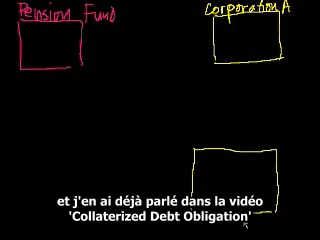 Pension Fund
Corporation A
et j'en ai déjà parlé dans la vidéo
'Collaterized Debt Obligation'